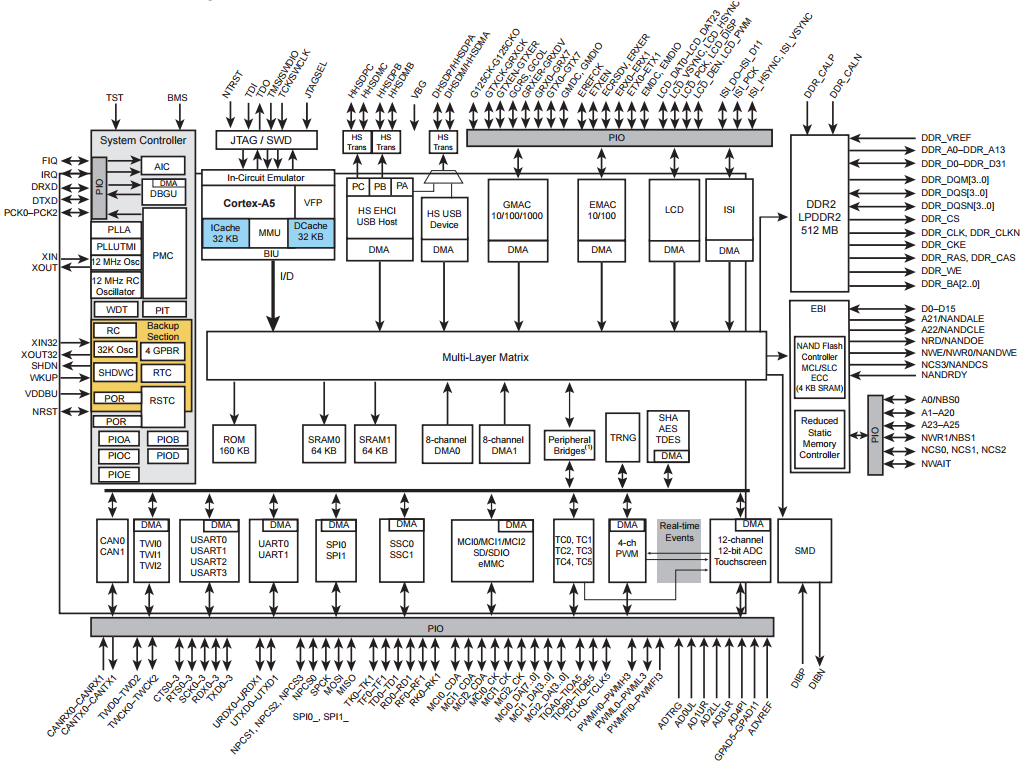 TST
BMS
NTRST
TDI
TDO
TMS/SWDIO
TCK/SWCLK
JTAGSEL
HHSDPC
HHSDMC
HHSDPB
HHSDMB
VBG
DHSDP/HHSDPA
DHSDM/HHSDMA
G125CK-G125CKO
GTXCK-GRXCK
GTXEN-GTXER
GCRS, GCOL
GRXER-GRXDV
GRX0-GRX7
GTX0-GTX7
GMDC, GMDIO
EREFCK
ETXEN
ECRSDV, ERXER
ERX0-ERX1
ETX0-ETX1
EMDC, EMDIO
LCD_DAT0-LCD_DAT23
LCD_VSYNC, LCD_HSYNC
LCD_PCK, LCD_DISP
LCD_DEN, LCD_PWM
ISI_DO-ISI_D11
ISI_PCK
ISI_HSYNC, ISI_VSYNC
DDR_CALP
DDR_CALN
System Controller
FIQ
IRQ
DRXD
DTXD
PCK0–PCK2
XIN
XOUT
XIN32
XOUT32
SHDN
WKUP
VDDBU
NRST
PIO
AIC
DMA
DBGU
PLLA
PLLUTMI
12 MHz Osc
12 MHz RC
Oscillator
PMC
WDT
PIT
RC
Backup
Section
32K Osc
4 GPBR
SHDWC
RTC
POR
RSTC
POR
PIOA
PIOB
PIOC
PIOD
PIOE
JTAG / SWD
In-Circuit Emulator
Cortex-A5
VFP
ICache
32 KB
MMU
DCache
32 KB
BIU
I/D
HS
Trans
HS
Trans
HS
Trans
PC
PB
PA
HS EHCI
USB Host
DMA
HS USB
Device
DMA
PIO
GMAC
10/100/1000
DMA
EMAC
10/100
DMA
LCD
DMA
ISI
DMA
DDR2
LPDDR2
512 MB
DDR_VREF
DDR_A0–DDR_A13
DDR_D0–DDR_D31
DDR_DQM[3..0]
DDR_DQS[3..0]
DDR_DQSN[3..0]
DDR_CS
DDR_CLK, DDR_CLKN
DDR_CKE
DDR_RAS, DDR_CAS
DDR_WE
DDR_BA[2..0]
EBI
NAND Flash
Controller
MCL/SLC
ECC
(4 KB SRAM)
Reduced
Static
Memory
Controller
PIO
D0–D15
A21/NANDALE
A22/NANDCLE
NRD/NANDOE
NWE/NWR0/NANDWE
NCS3/NANDCS
NANDRDY
A0/NBS0
A1–A20
A23–A25
NWR1/NBS1
NCS0, NCS1, NCS2
NWAIT
Multi-Layer Matrix
ROM
160 KB
SRAM0
64 KB
SRAM1
64 KB
8-channel
DMA0
8-channel
DMA1
Peripheral
Bridges(1)
TRNG
SHA
AES
TDES
DMA
CAN0
CAN1
DMA
TWI0
TWI1
TWI2
DMA
USART0
USART1
USART2
USART3
DMA
UART0
UART1
DMA
SPI0
SPI1
DMA
SSC0
SSC1
DMA
MCI0/MCI1/MCI2
SD/SDIO
eMMC
TC0, TC1
TC2, TC3
TC4, TC5
DMA
4-ch
PWM
Real-time
Events
DMA
12-channel
12-bit ADC
Touchscreen
SMD
PIO
CANRX0-CANRX1
CANTX0-CANTX1
TWD0-TWD2
TWCK0-TWCK2
CTS0-3
RTS0-3
SCK0-3
RDX0-3
TXD0-3
URDX0-URDX1
UTXD0-UTXD1
NPCS1, NPCS2, NPCS3
NPCS0
SPCK
MOSI
MISO
SPI0_, SPI1_
TK0-TK1
TF0-TF1
TD0-TD1
RD0-RD1
RF0-RF1
RK0-RK1
MCI0_CDA
MCI1_CDA
MCI2_CDA
MCI0_CK
MCI1_CK
MCI2_CK
MCI0_DA[7..0]
MCI1_DA[3..0]
MCI2_DA[3..0]
TIOA0-TIOA5
TIOB0-TIOB5
TCLK0-TCLK5
PWMH0-PWMH3
PWML0-PWML3
PWMFI0-PWMFI3
ADTRG
AD0UL
AD1UR
AD2LL
AD3LR
AD4PI
GPAD5-GPAD11
ADVREF
DIBP
DIBN